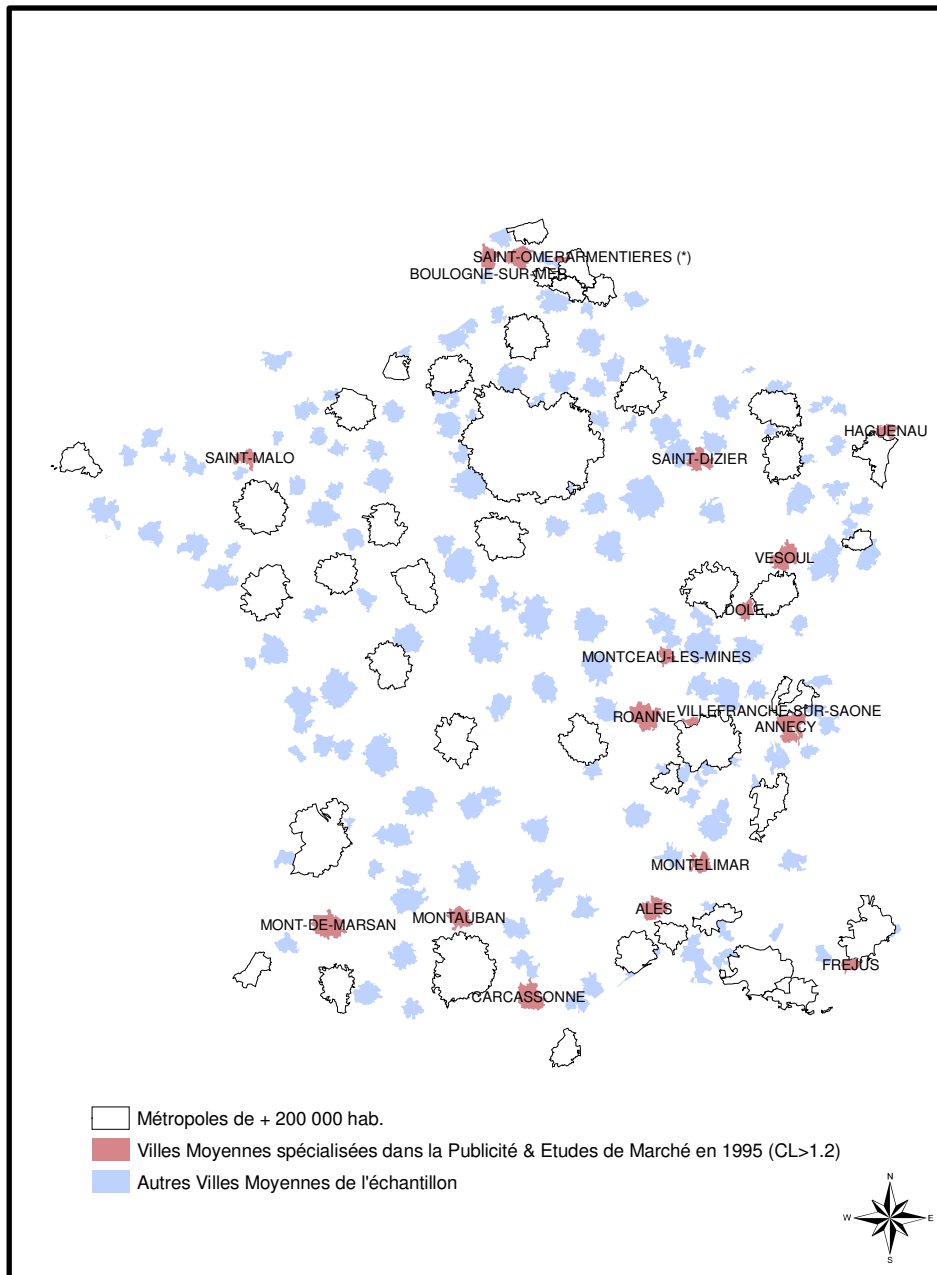 SAINT-OMER ARMENTIERES (*)
BOULOGNE-SUR-MER
HAGUENAU
SAINT-MALO
SAINT-DIZIER
VESOUL
DOLE
MONTCEAU-LES-MINES
VILLEFRANCHE-SUR-SAONE
ROANNE
ANNECY
MONTELIMAR
ALES
MONTAUBAN
MONT-DE-MARSAN
FREJUS
CARCASSONNE
Métropoles de + 200 000 hab.
Villes Moyennes spécialisées dans la Publicité & Etudes de Marché en 1995 (CL>1.2)
Autres Villes Moyennes de l'échantillon
N
W
E
S